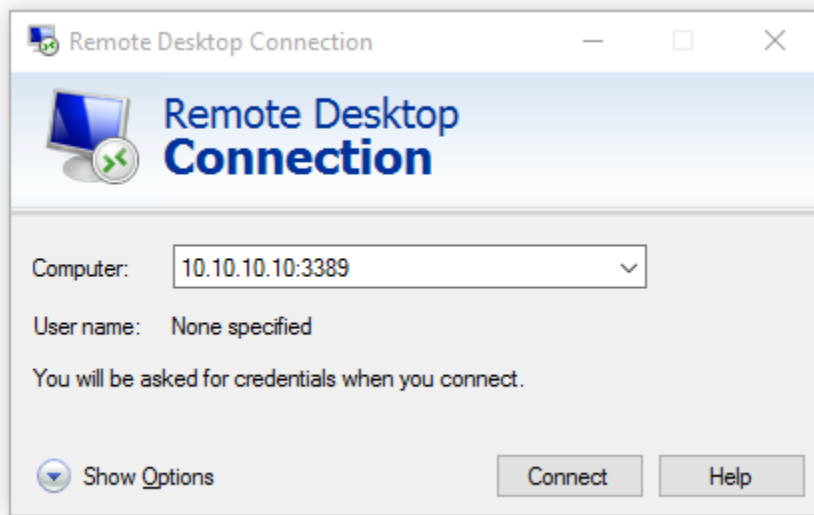 Remote Desktop Connection
Remote Desktop
Connection
Computer: 10.10.10.10:3389
User name: None specified
You will be asked for credentials when you connect.
Show Options Connect Help